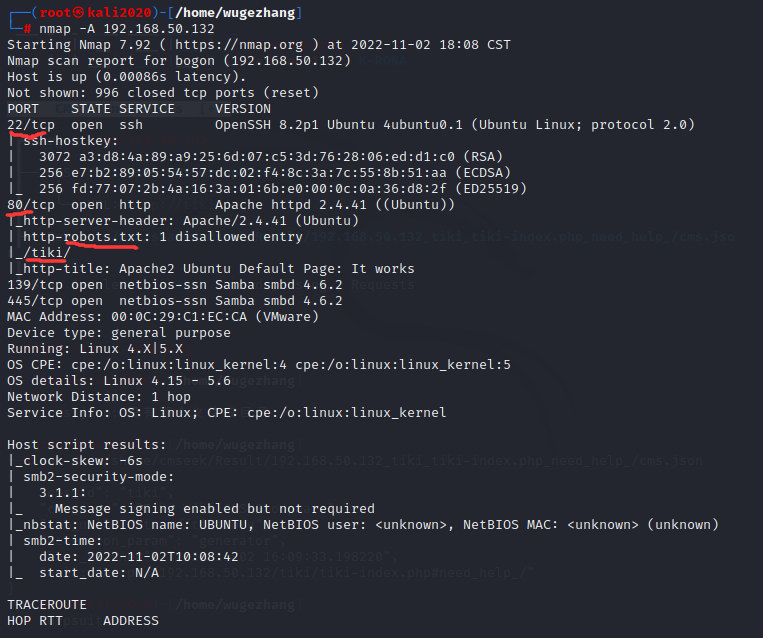 ┌──(root㉿kali2020)-[/home/wugezhang]
└─# nmap -A 192.168.50.132
Starting Nmap 7.92 ( https://nmap.org ) at 2022-11-02 18:08 CST
Nmap scan report for bogon (192.168.50.132)
Host is up (0.00086s latency).
Not shown: 996 closed tcp ports (reset)
PORT    STATE SERVICE     VERSION
22/tcp  open  ssh         OpenSSH 8.2p1 Ubuntu 4ubuntu0.1 (Ubuntu Linux; protocol 2.0)
| ssh-hostkey:
|   3072 a3:d8:4a:89:a9:25:6d:07:c5:3d:76:28:06:ed:d1:c0 (RSA)
|   256 e7:b2:89:05:54:57:dc:02:f4:8c:3a:7c:55:8b:51:aa (ECDSA)
|_  256 fd:77:07:2b:4a:16:3a:01:6b:e0:00:0c:0a:36:d8:2f (ED25519)
80/tcp  open  http        Apache httpd 2.4.41 ((Ubuntu))
|_http-server-header: Apache/2.4.41 (Ubuntu)
| http-robots.txt: 1 disallowed entry
|_/tiki/
|_http-title: Apache2 Ubuntu Default Page: It works
139/tcp open  netbios-ssn Samba smbd 4.6.2
445/tcp open  netbios-ssn Samba smbd 4.6.2
MAC Address: 00:0C:29:C1:EC:CA (VMware)
Device type: general purpose
Running: Linux 4.X|5.X
OS CPE: cpe:/o:linux:linux_kernel:4 cpe:/o:linux:linux_kernel:5
OS details: Linux 4.15 - 5.6
Network Distance: 1 hop
Service Info: OS: Linux; CPE: cpe:/o:linux:linux_kernel
Host script results:
|_clock-skew: -6s
| smb2-security-mode:
|   3.1.1:
|_    Message signing enabled but not required
|_nbstat: NetBIOS name: UBUNTU, NetBIOS user: <unknown>, NetBIOS MAC: <unknown> (unknown)
| smb2-time:
|   date: 2022-11-02T10:08:42
|_  start_date: N/A
TRACEROUTE
HOP RTT     ADDRESS